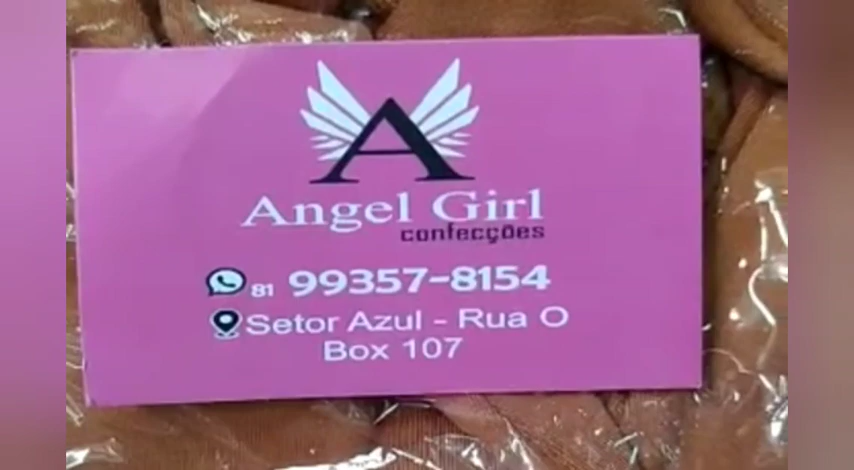 A
Angel Girl
confecções
81 99357-8154
Setor Azul - Rua O
Box 107